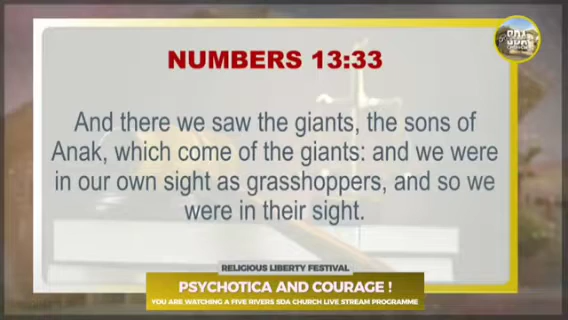 NUMBERS 13:33
And there we saw the giants, the sons of
Anak, which come of the giants: and we were
in our own sight as grasshoppers, and so we
were in their sight.
RELIGIOUS LIBERTY FESTIVAL
PSYCHOTICA AND COURAGE !
YOU ARE WATCHING A FIVE RIVERS SDA CHURCH LIVE STREAM PROGRAMME